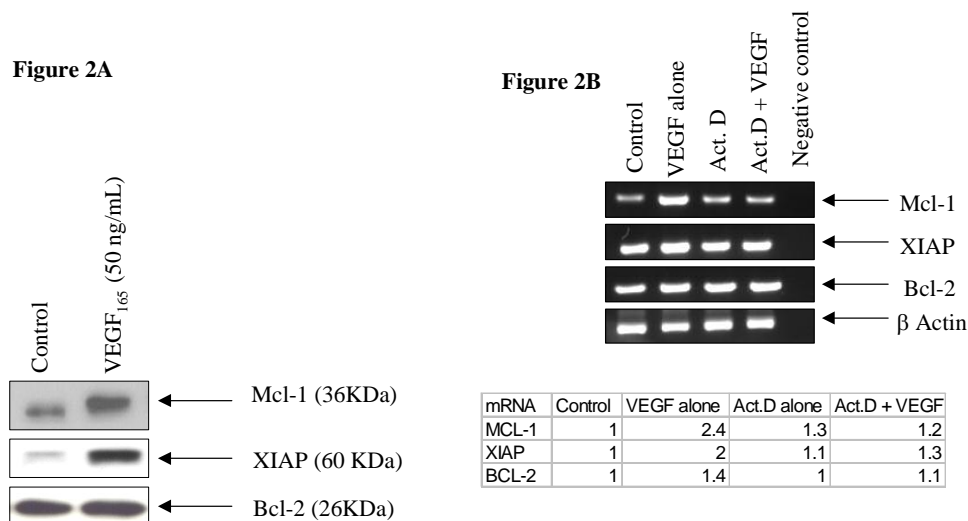 Figure 2A
Control
VEGF165 (50 ng/mL)
Mcl-1 (36KDa)
XIAP (60 KDa)
Bcl-2 (26KDa)
Figure 2B
Control
VEGF alone
Act. D
Act.D + VEGF
Negative control
Mcl-1
XIAP
Bcl-2
β Actin
mRNA Control VEGF alone Act.D alone Act.D + VEGF
MCL-1 1 2.4 1.3 1.2
XIAP 1 2 1.1 1.3
BCL-2 1 1.4 1 1.1